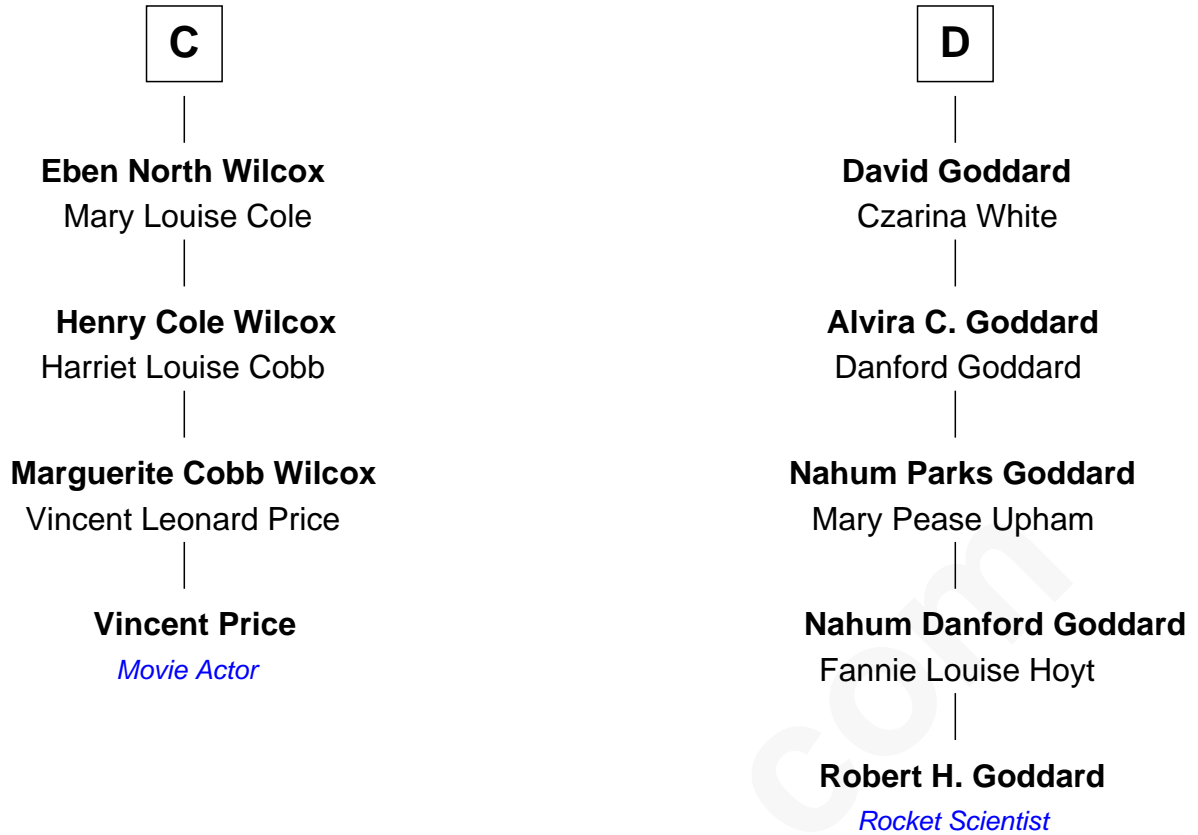 C
Eben North Wilcox
Mary Louise Cole
Henry Cole Wilcox
Harriet Louise Cobb
Marguerite Cobb Wilcox
Vincent Leonard Price
Vincent Price
Movie Actor
D
David Goddard
Czarina White
Alvira C. Goddard
Danford Goddard
Nahum Parks Goddard
Mary Pease Upham
Nahum Danford Goddard
Fannie Louise Hoyt
Robert H. Goddard
Rocket Scientist
com